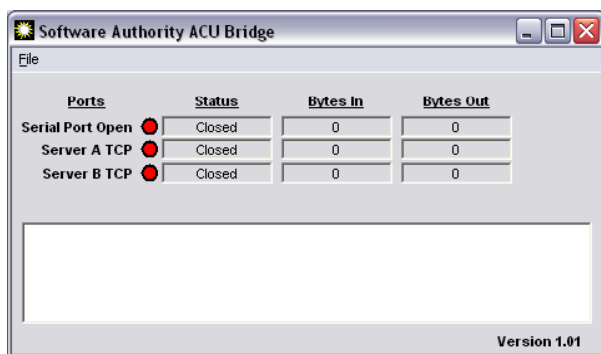 Software Authority ACU Bridge
File
Ports Status Bytes In Bytes Out
Serial Port Open Closed 0 0
Server A TCP Closed 0 0
Server B TCP Closed 0 0
Version 1.01